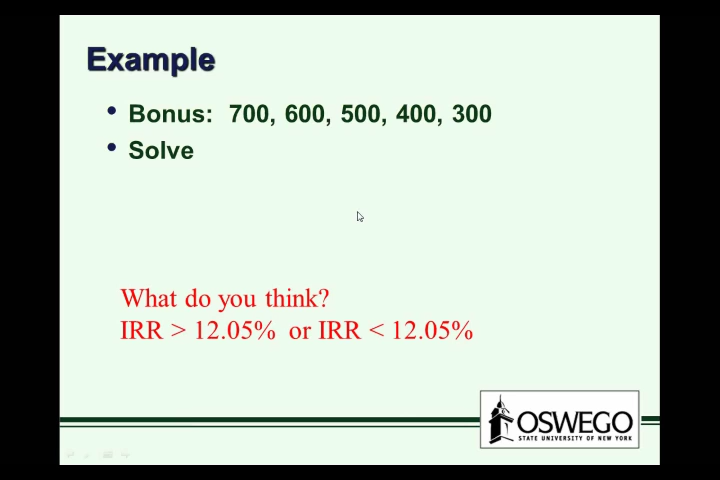 Example
• Bonus: 700, 600, 500, 400, 300
• Solve
What do you think?
IRR > 12.05% or IRR < 12.05%
OSWEGO
STATE UNIVERSITY OF NEW YORK